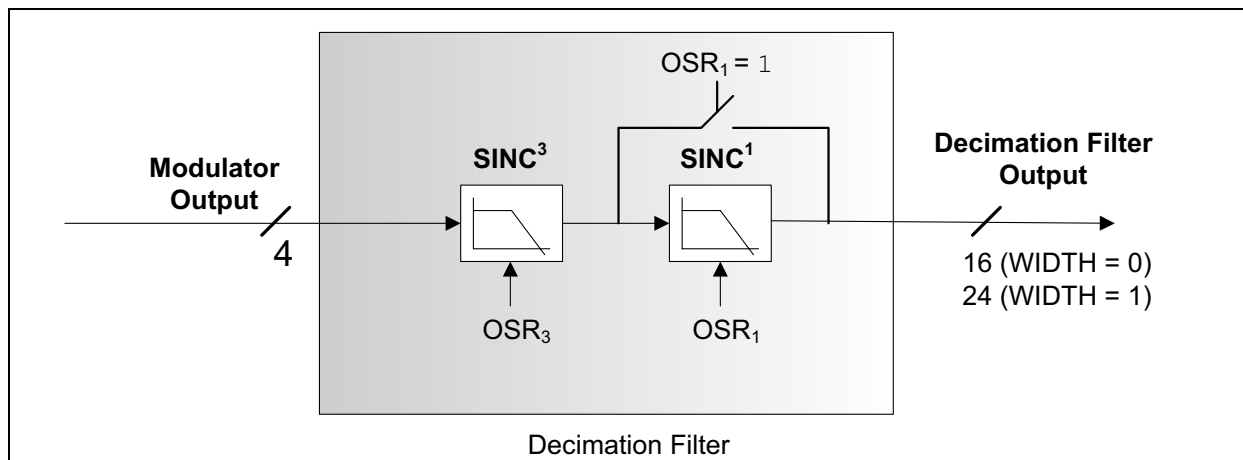 OSR₁ = 1
Modulator
Output
4
SINC³
SINC¹
OSR₃
OSR₁
Decimation Filter
Output
16 (WIDTH = 0)
24 (WIDTH = 1)
Decimation Filter